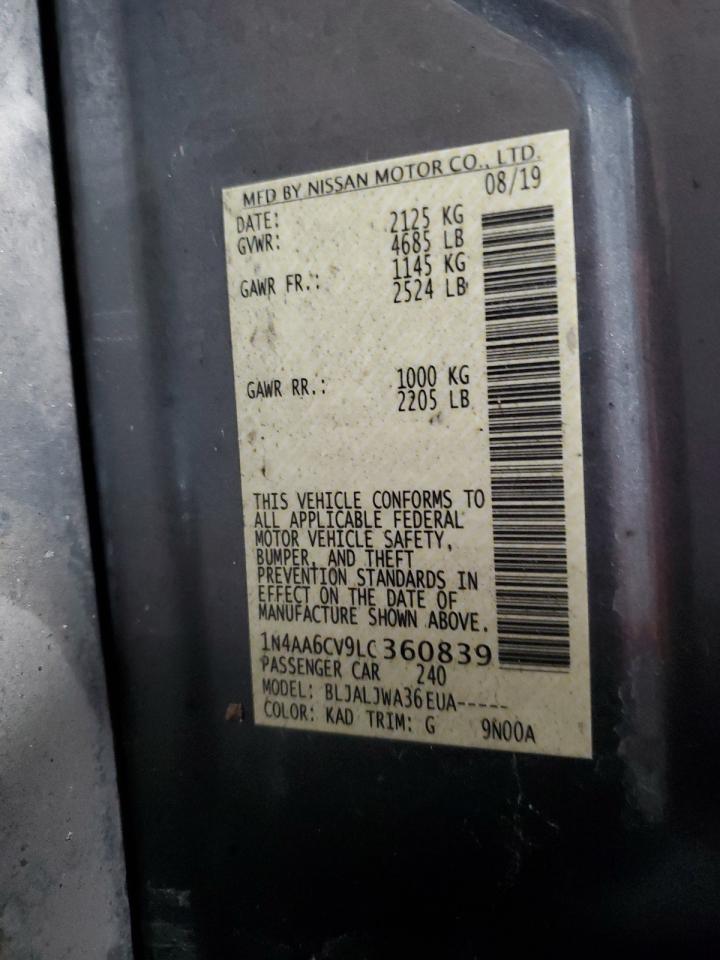 MFD BY NISSAN MOTOR CO., LTD.
DATE: 08/19
GVWR: 2125 KG
4685 LB
GAWR FR.: 1145 KG
2524 LB
GAWR RR.: 1000 KG
2205 LB
THIS VEHICLE CONFORMS TO
ALL APPLICABLE FEDERAL
MOTOR VEHICLE SAFETY,
BUMPER, AND THEFT
PREVENTION STANDARDS IN
EFFECT ON THE DATE OF
MANUFACTURE SHOWN ABOVE.
1N4AA6CV9LC360839
PASSENGER CAR 240
MODEL: BLJALJWA36EUA-----
COLOR: KAD TRIM: G 9N00A